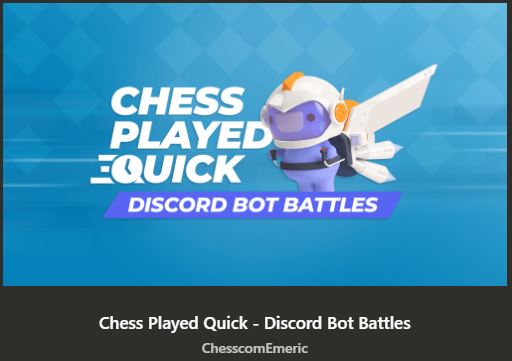 CHESS
PLAYED
QUICK
DISCORD BOT BATTLES
Chess Played Quick - Discord Bot Battles
ChesscomEmeric